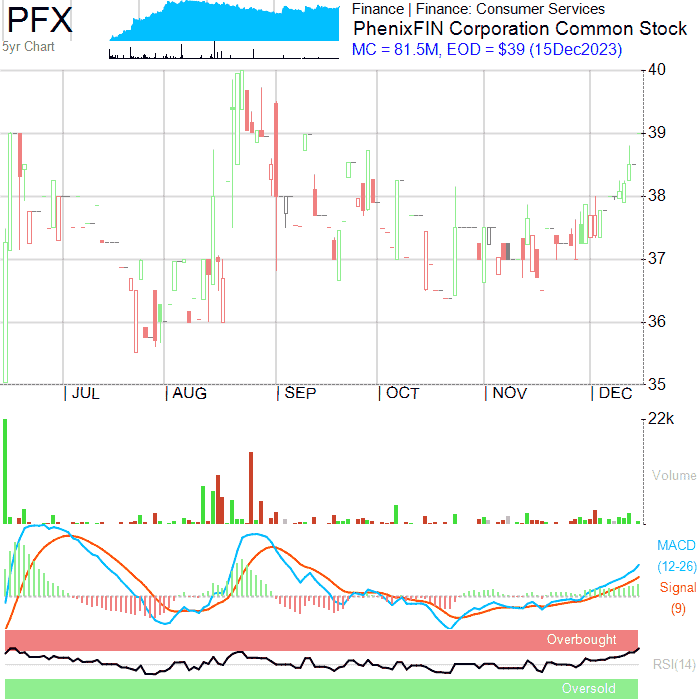 PFX
5yr Chart
Finance | Finance: Consumer Services
PhenixFIN Corporation Common Stock
MC = 81.5M, EOD = $39 (15Dec2023)
40
39
38
37
36
35
JUL
AUG
SEP
OCT
NOV
DEC
22k
Volume
MACD
(12-26)
Signal
(9)
Overbought
RSI(14)
Oversold